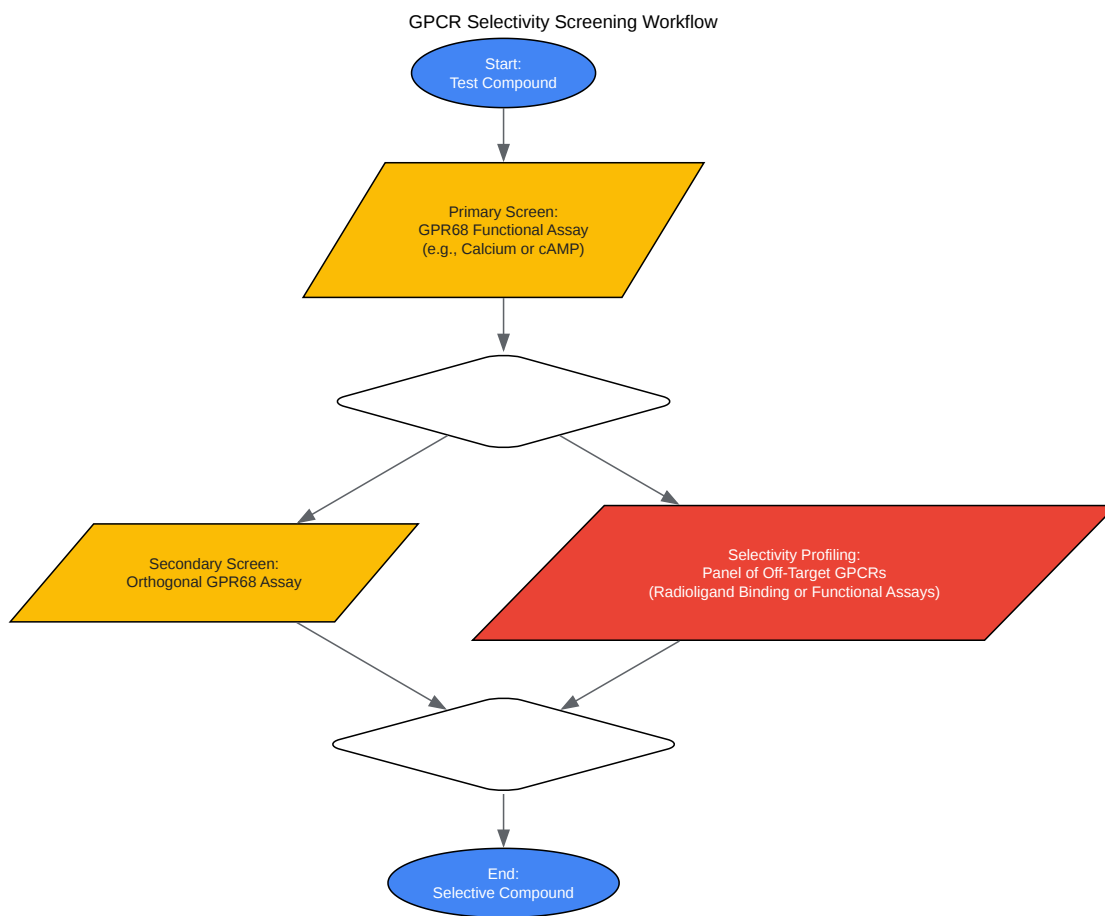 GPCR Selectivity Screening Workflow
Start:
Test Compound
Primary Screen:
GPR68 Functional Assay
(e.g., Calcium or cAMP)
Secondary Screen:
Orthogonal GPR68 Assay
Selectivity Profiling:
Panel of Off-Target GPCRs
(Radioligand Binding or Functional Assays)
End:
Selective Compound